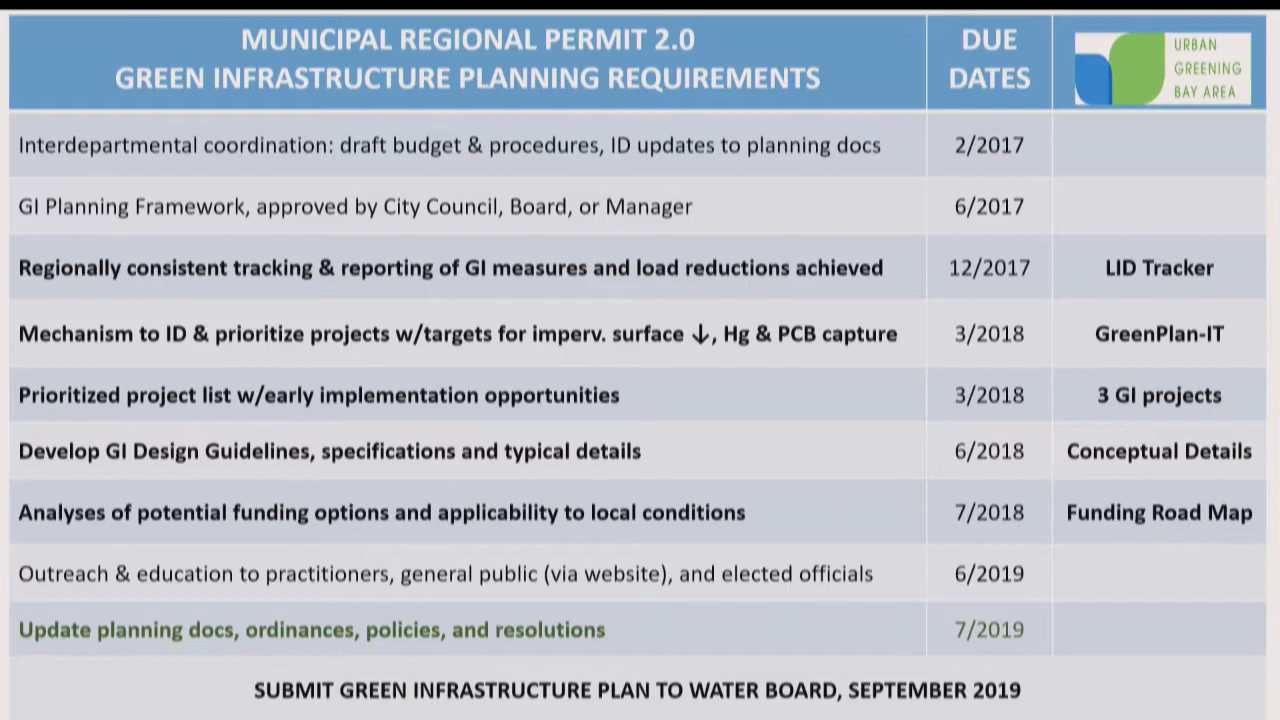 MUNICIPAL REGIONAL PERMIT 2.0
GREEN INFRASTRUCTURE PLANNING REQUIREMENTS
DUE
DATES
URBAN
GREENING
BAY AREA
Interdepartmental coordination: draft budget & procedures, ID updates to planning docs
2/2017
GI Planning Framework, approved by City Council, Board, or Manager
6/2017
Regionally consistent tracking & reporting of GI measures and load reductions achieved
12/2017
LID Tracker
Mechanism to ID & prioritize projects w/targets for imperv. surface ↓, Hg & PCB capture
3/2018
GreenPlan-IT
Prioritized project list w/early implementation opportunities
3/2018
3 GI projects
Develop GI Design Guidelines, specifications and typical details
6/2018
Conceptual Details
Analyses of potential funding options and applicability to local conditions
7/2018
Funding Road Map
Outreach & education to practitioners, general public (via website), and elected officials
6/2019
Update planning docs, ordinances, policies, and resolutions
7/2019
SUBMIT GREEN INFRASTRUCTURE PLAN TO WATER BOARD, SEPTEMBER 2019